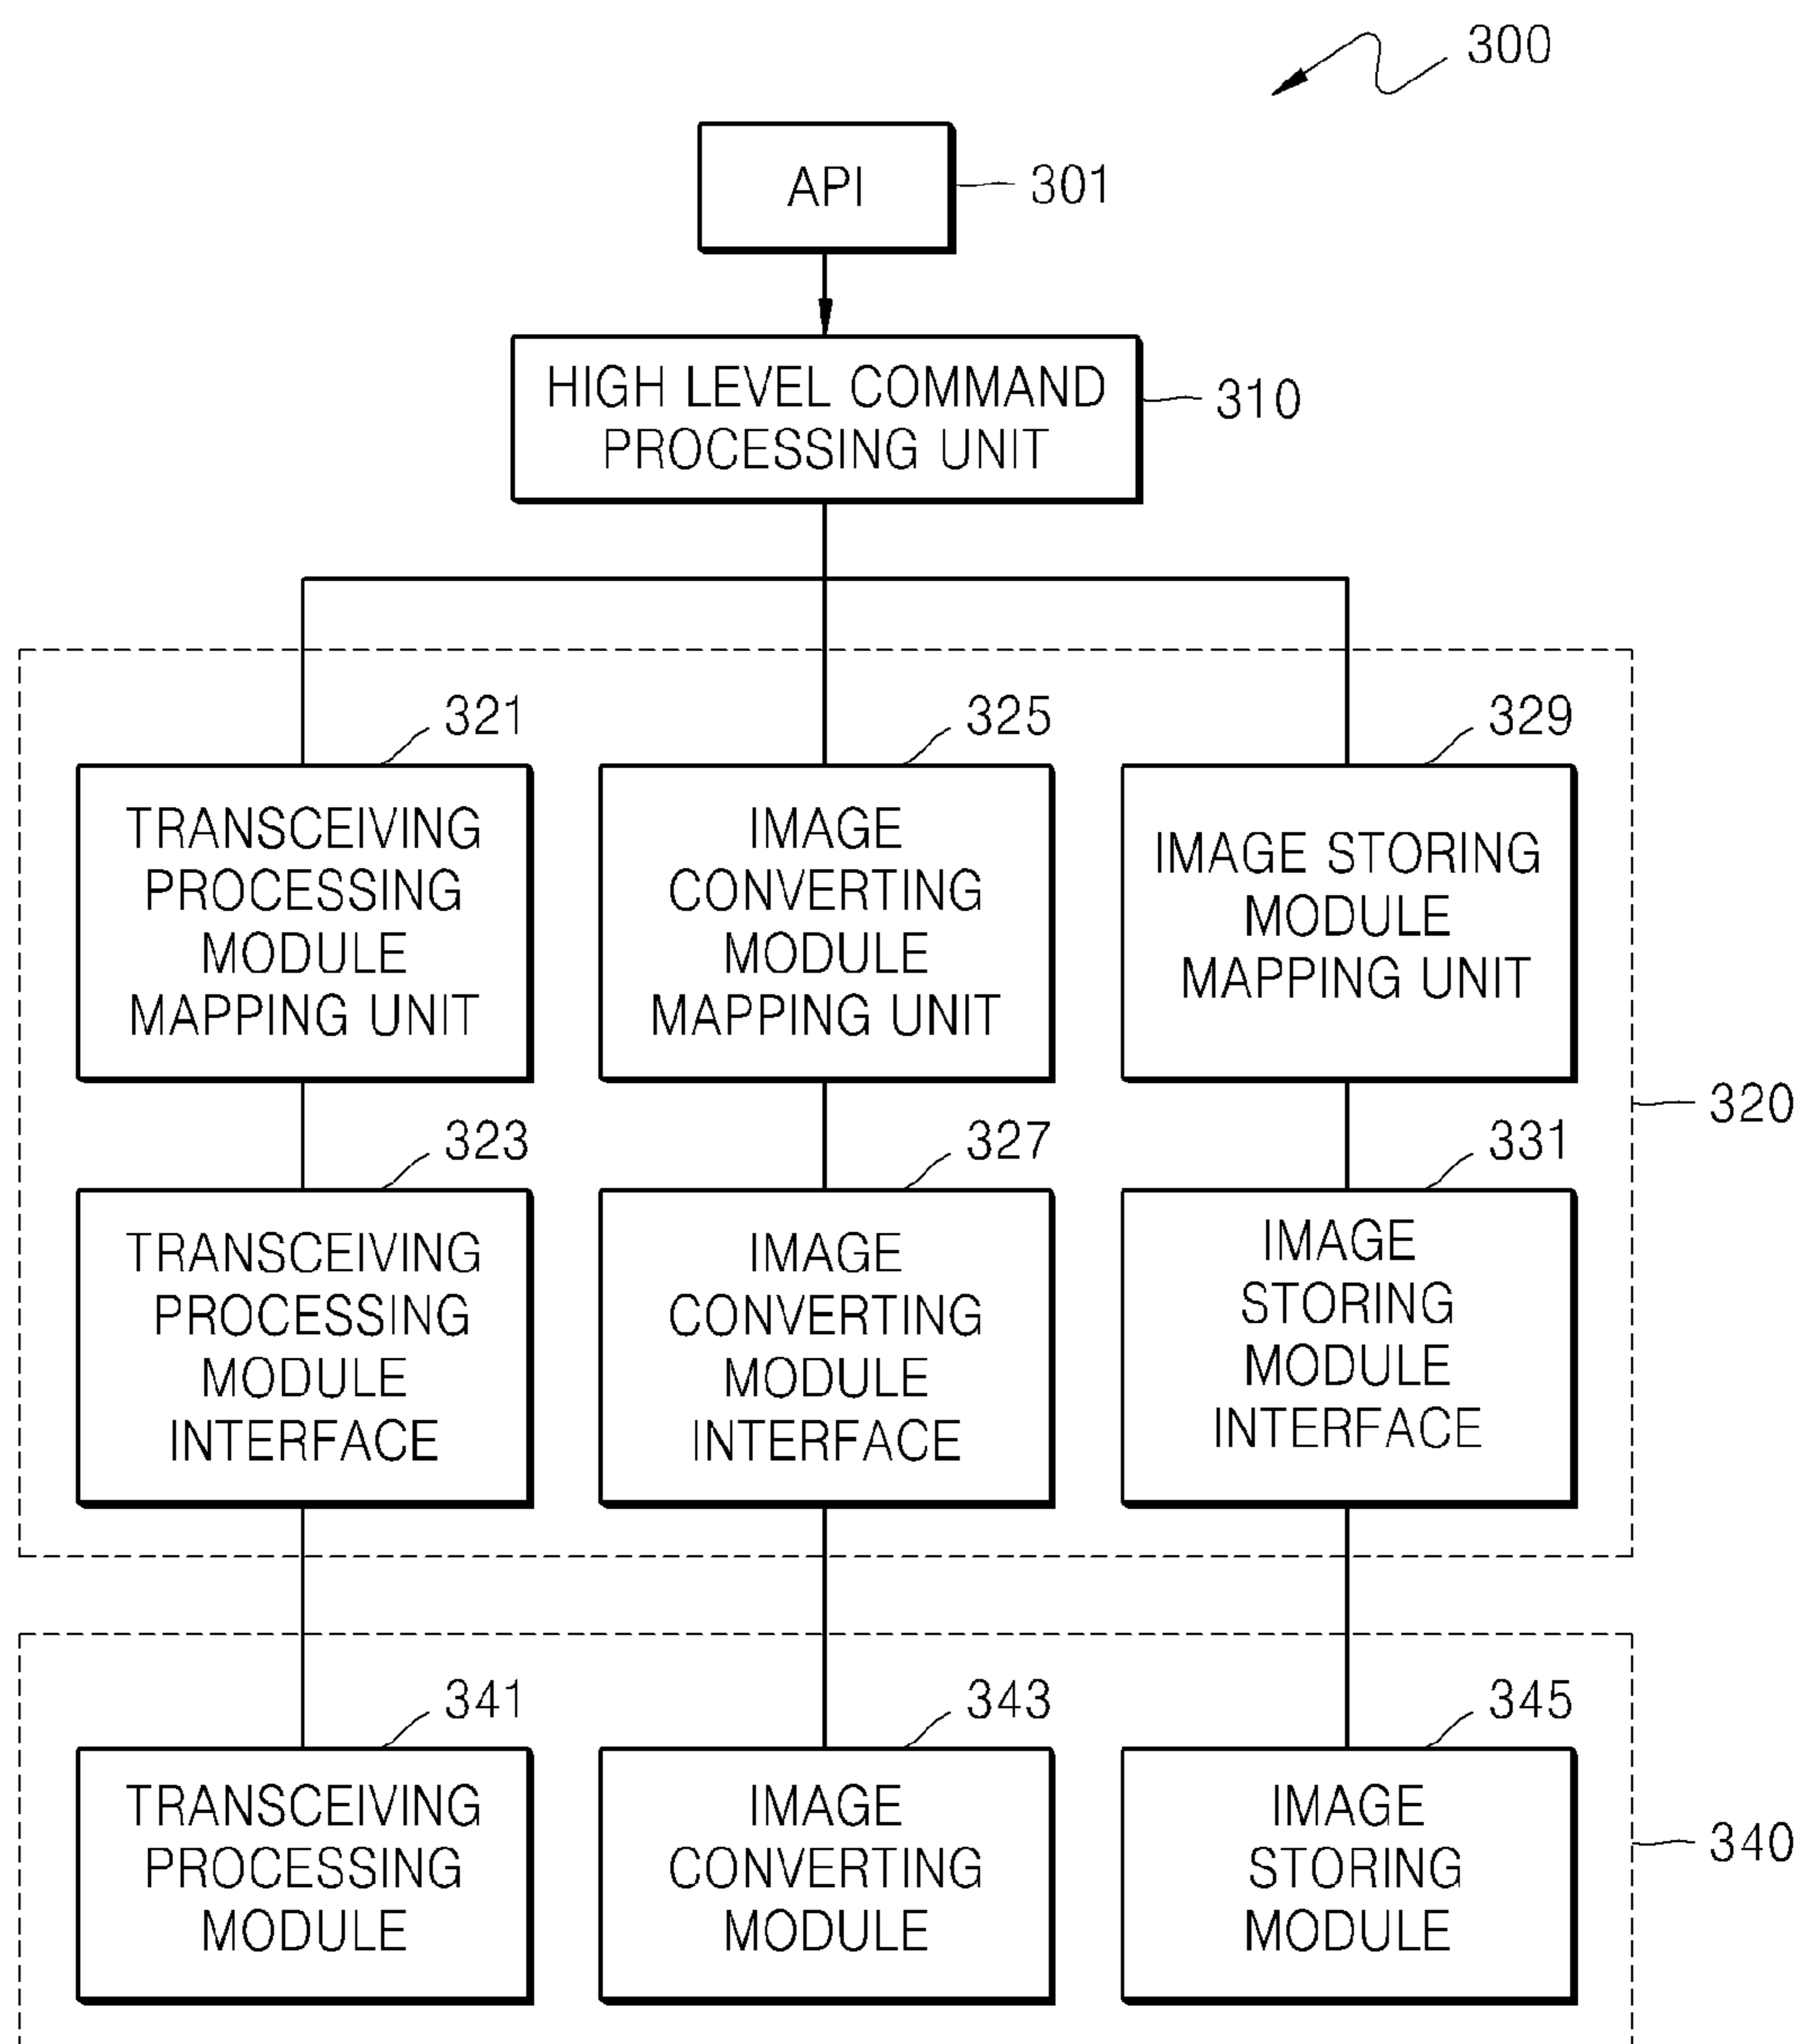 300
API
301
HIGH LEVEL COMMAND
PROCESSING UNIT
310
321
TRANSCEIVING
PROCESSING
MODULE
MAPPING UNIT
325
IMAGE
CONVERTING
MODULE
MAPPING UNIT
329
IMAGE STORING
MODULE
MAPPING UNIT
320
323
TRANSCEIVING
PROCESSING
MODULE
INTERFACE
327
IMAGE
CONVERTING
MODULE
INTERFACE
331
IMAGE
STORING
MODULE
INTERFACE
341
TRANSCEIVING
PROCESSING
MODULE
343
IMAGE
CONVERTING
MODULE
345
IMAGE
STORING
MODULE
340